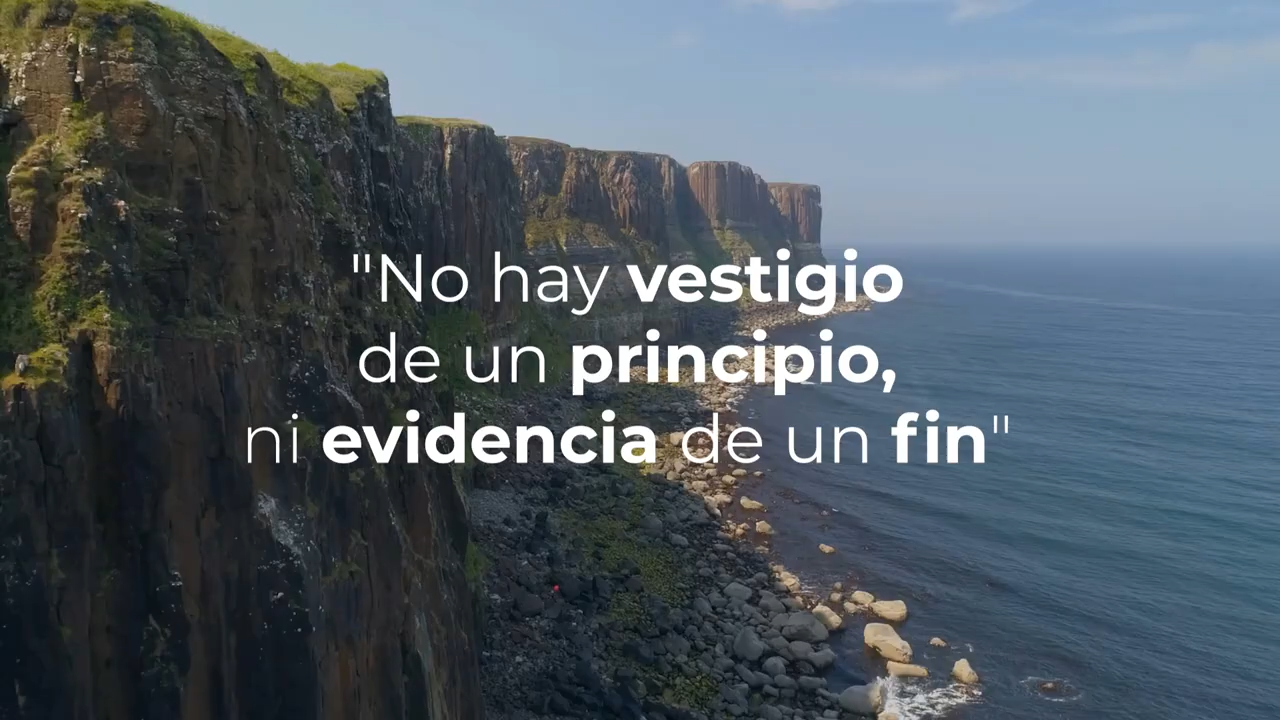 "No hay vestigio
de un principio,
ni evidencia de un fin"